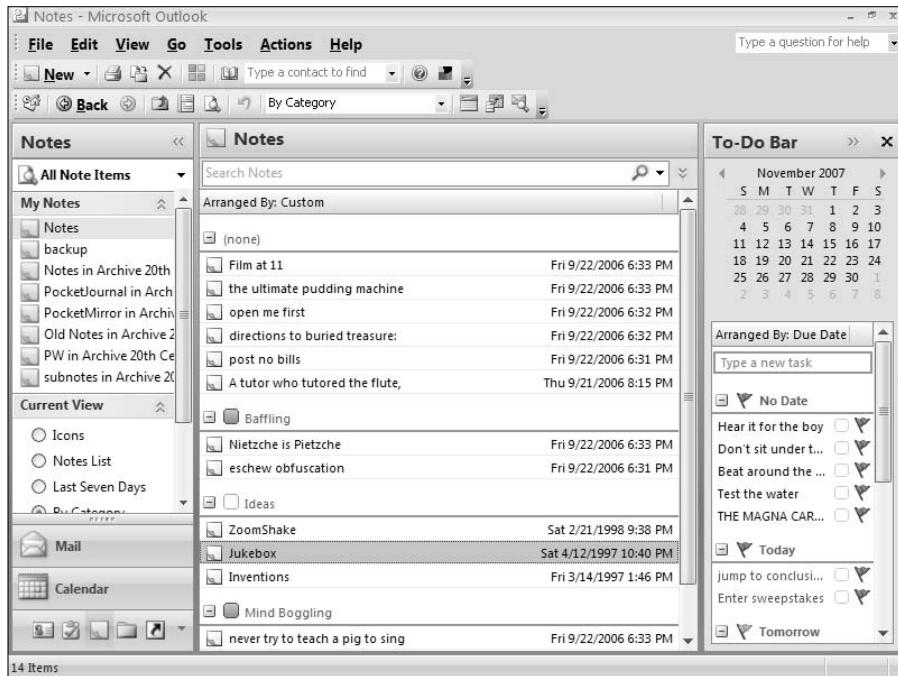 Notes - Microsoft Outlook
File Edit View Go Tools Actions Help
Type a question for help
New
Type a contact to find
Back
By Category
Notes
All Note Items
My Notes
Notes
backup
Notes in Archive 20th
PocketJournal in Arch
PocketMirror in Archiv
Old Notes in Archive 2
PW in Archive 20th Ce
subnotes in Archive 20
Current View
Icons
Notes List
Last Seven Days
By Category
Mail
Calendar
Notes
Search Notes
Arranged By: Custom
(none)
Film at 11 Fri 9/22/2006 6:33 PM
the ultimate pudding machine Fri 9/22/2006 6:33 PM
open me first Fri 9/22/2006 6:32 PM
directions to buried treasure: Fri 9/22/2006 6:32 PM
post no bills Fri 9/22/2006 6:31 PM
A tutor who tutored the flute, Thu 9/21/2006 8:15 PM
Baffling
Nietzche is Pietzche Fri 9/22/2006 6:33 PM
eschew obfuscation Fri 9/22/2006 6:31 PM
Ideas
ZoomShake Sat 2/21/1998 9:38 PM
Jukebox Sat 4/12/1997 10:40 PM
Inventions Fri 3/14/1997 1:46 PM
Mind Boggling
never try to teach a pig to sing Fri 9/22/2006 6:33 PM
To-Do Bar
November 2007
S M T W T F S
28 29 30 31 1 2 3
4 5 6 7 8 9 10
11 12 13 14 15 16 17
18 19 20 21 22 23 24
25 26 27 28 29 30 1
2 3 4 5 6 7 8
Arranged By: Due Date
Type a new task
No Date
Hear it for the boy
Don't sit under t...
Beat around the ...
Test the water
THE MAGNA CAR...
Today
jump to conclusi...
Enter sweepstakes
Tomorrow
14 Items